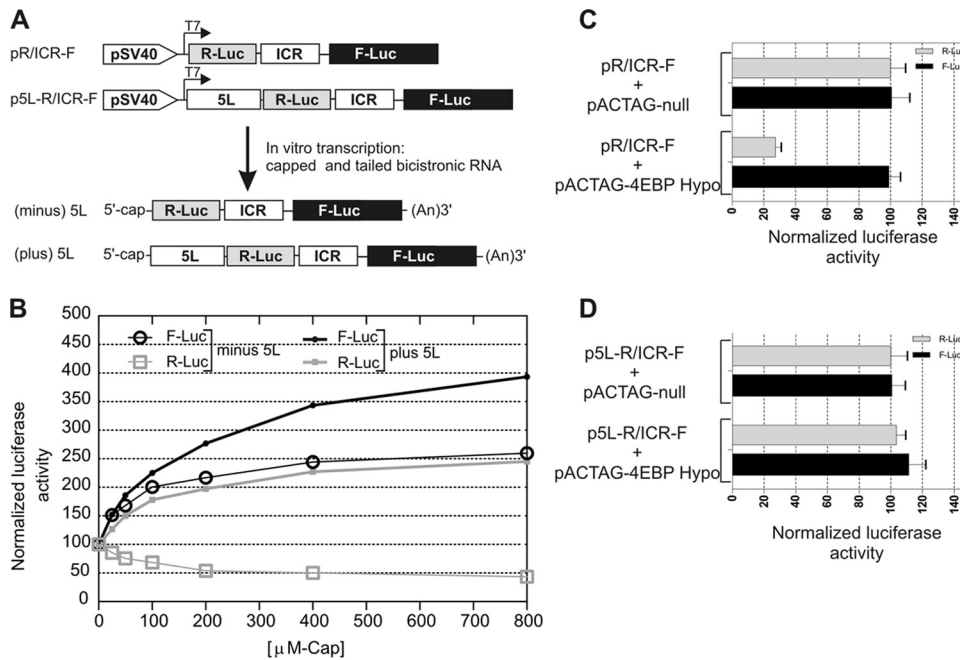 A
T7
pR/ICR-F
pSV40
R-Luc
ICR
F-Luc
T7
p5L-R/ICR-F
pSV40
5L
R-Luc
ICR
F-Luc
In vitro transcription:
capped and tailed bicistronic RNA
(minus) 5L
5'-cap
R-Luc
ICR
F-Luc
(An)3'
(plus) 5L
5'-cap
5L
R-Luc
ICR
F-Luc
(An)3'
B
500
450
400
350
300
250
200
150
100
50
0
Normalized luciferase
activity
F-Luc
R-Luc
minus 5L
F-Luc
R-Luc
plus 5L
0 100 200 300 400 500 600 700 800
[μM-Cap]
C
R-Lu
F-Lu
pR/ICR-F
+
pACTAG-null
pR/ICR-F
+
pACTAG-4EBP Hypo
0 20 40 60 80 100 120 140
Normalized luciferase
activity
D
R-Lu
F-Lu
p5L-R/ICR-F
+
pACTAG-null
p5L-R/ICR-F
+
pACTAG-4EBP Hypo
0 20 40 60 80 100 120 140
Normalized luciferase
activity